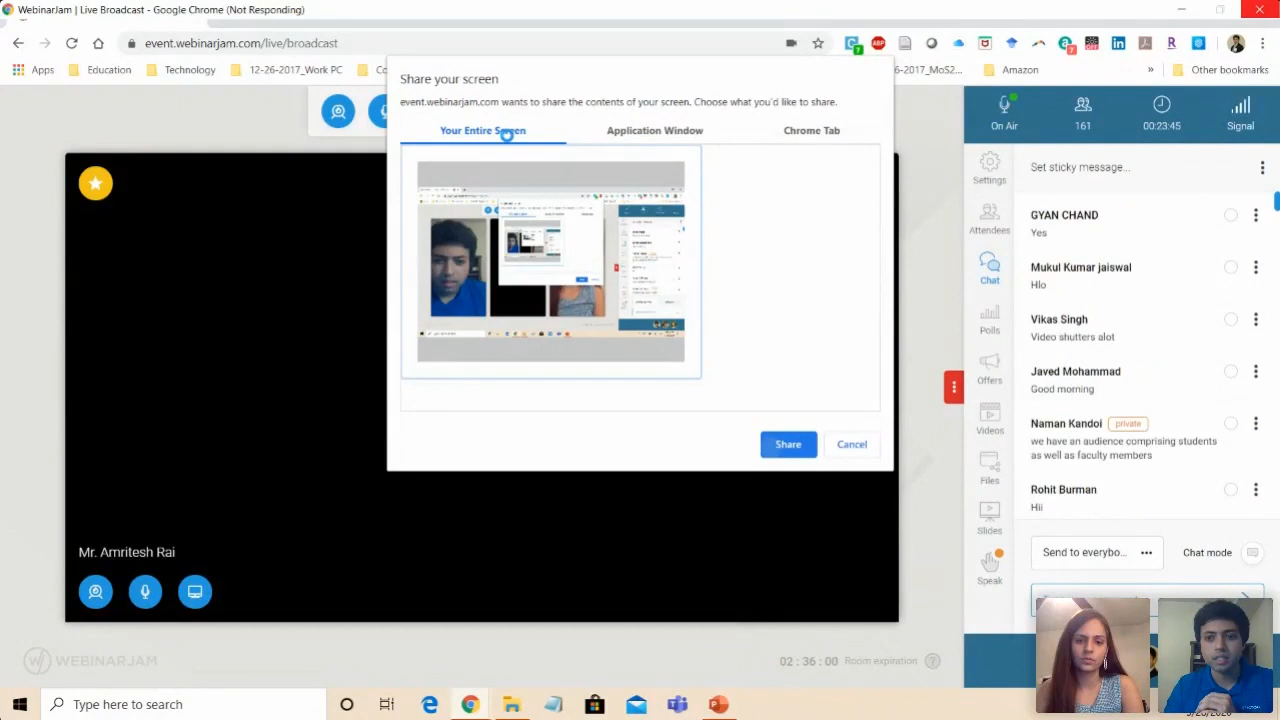 WebinarJam | Live Broadcast - Google Chrome (Not Responding)
event.webinarjam.com/live/broadcast
Apps
Education
Technology
12-26-2017_Work PC
6-2017_MoS2...
Amazon
»
Other bookmarks
Share your screen
event.webinarjam.com wants to share the contents of your screen. Choose what you'd like to share.
Your Entire Screen
Application Window
Chrome Tab
Share
Cancel
On Air
161
00:23:45
Signal
Settings
Attendees
Chat
Polls
Offers
Videos
Files
Slides
Speak
Set sticky message...
GYAN CHAND
Yes
Mukul Kumar jaiswal
Hlo
Vikas Singh
Video shutters alot
Javed Mohammad
Good morning
Naman Kandoi private
we have an audience comprising students
as well as faculty members
Rohit Burman
Hii
Send to everybo...
Chat mode
Mr. Amritesh Rai
WEBINARJAM
02 : 36 : 00 Room expiration
Type here to search